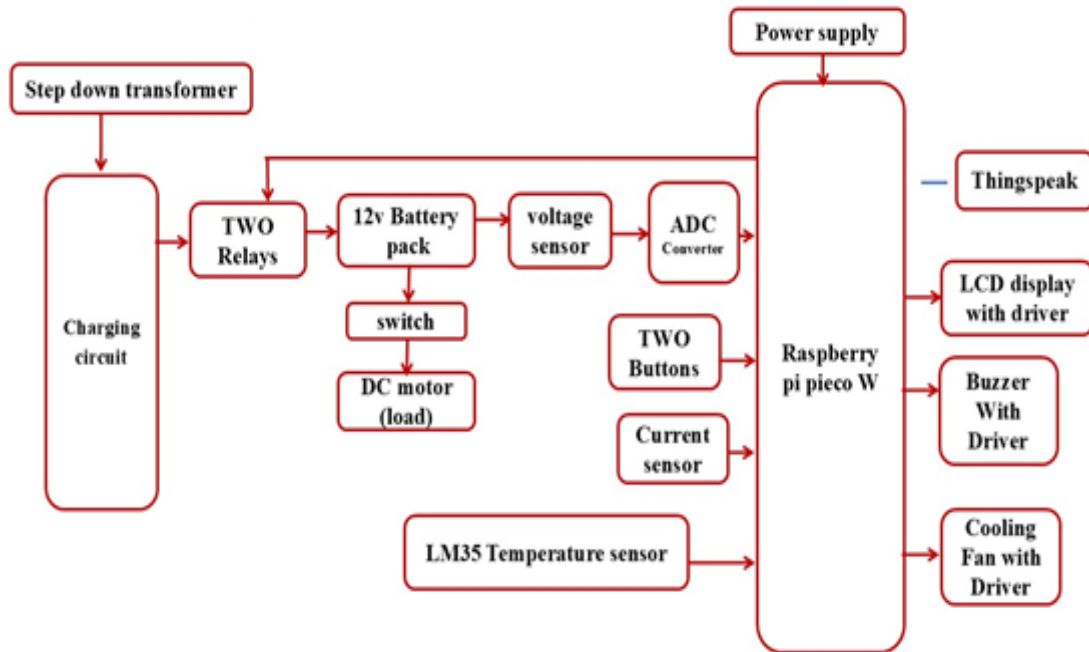 Power supply
Step down transformer
Thingspeak
TWO
Relays
12v Battery
pack
voltage
sensor
ADC
Converter
LCD display
with driver
switch
Charging
circuit
TWO
Buttons
Raspberry
pi pieco W
DC motor
(load)
Buzzer
With
Driver
Current
sensor
LM35 Temperature sensor
Cooling
Fan with
Driver